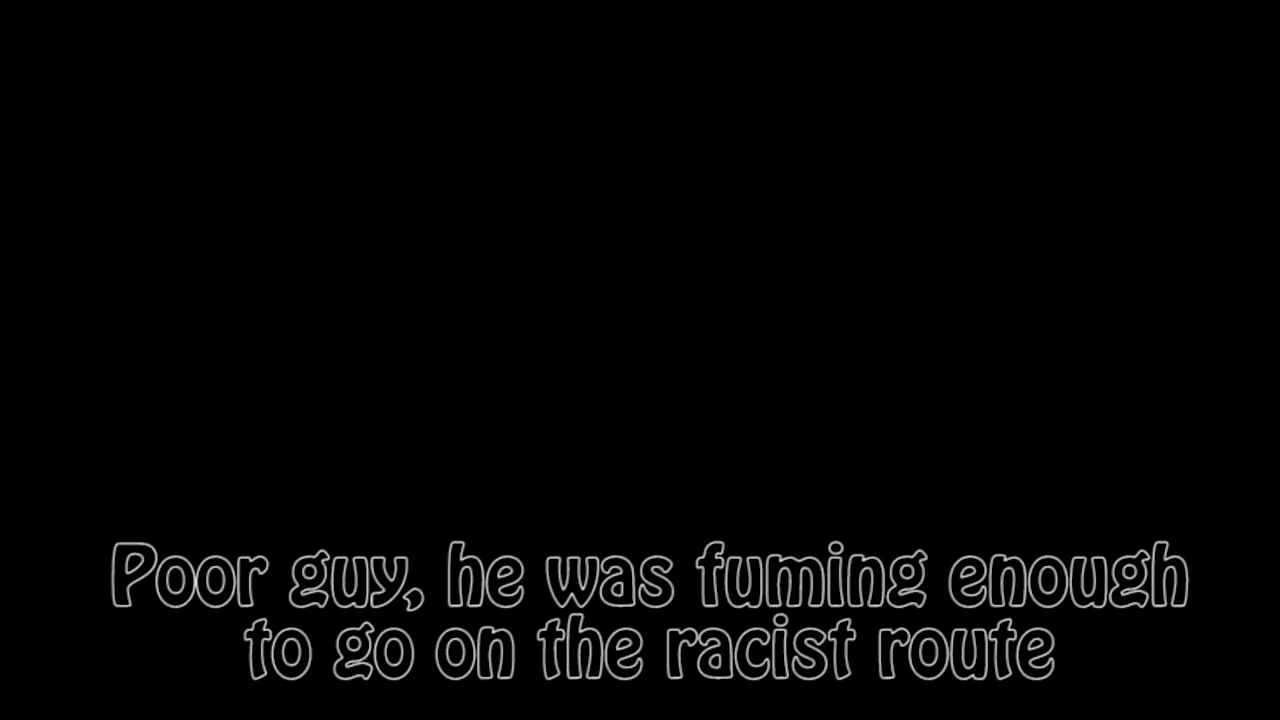 Poor guy, he was fuming enough
to go on the racist route